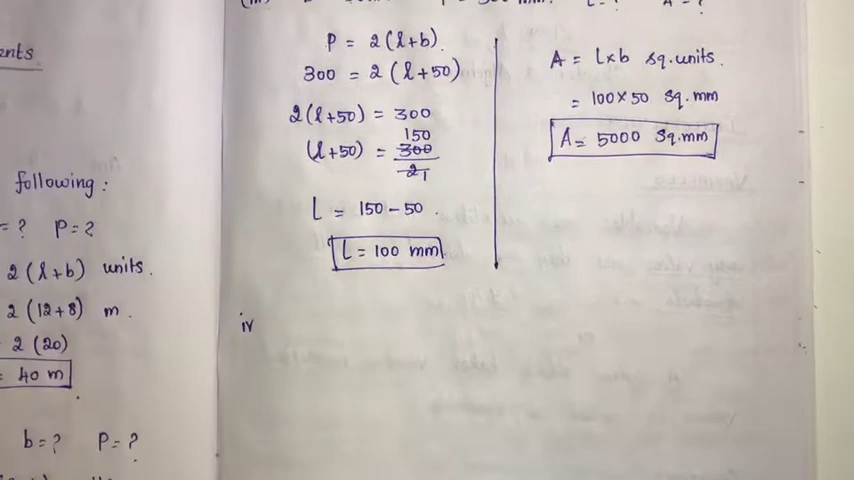 ents
following:
= ? P = ?
2 (l+b) units.
2 (12+8) m.
2 (20)
= 40 m
b = ? P = ?
P = 2 (l+b).
300 = 2 (l+50)
2(l+50) = 300
150
(l+50) = 300
21
L = 150 - 50.
L = 100 mm
A = l×b sq.units.
= 100×50 sq.mm
A = 5000 sq.mm
iv